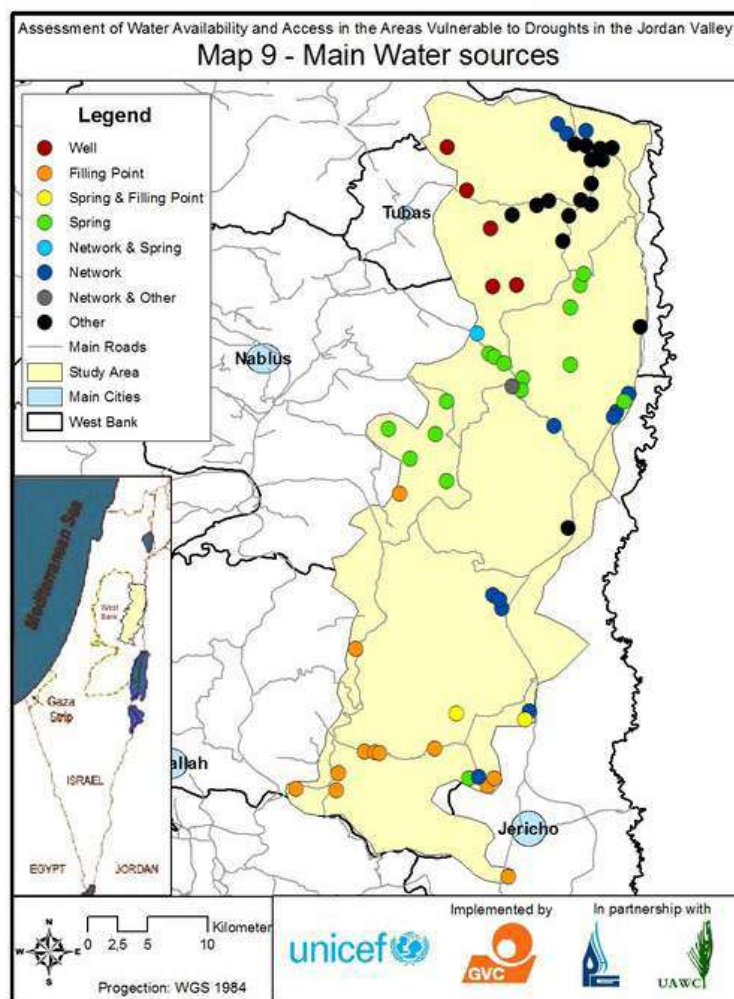 Assessment of Water Availability and Access in the Areas Vulnerable to Droughts in the Jordan Valley
Map 9 - Main Water sources
Legend
Well
Filling Point
Spring & Filling Point
Spring
Network & Spring
Network
Network & Other
Other
Main Roads
Study Area
Main Cities
West Bank
Tubas
Nablus
allah
Jericho
Mediterranean Sea
West
Bank
Gaza
Strip
ISRAEL
EGYPT
JORDAN
N
W
E
S
Kilometer
0 2,5 5 10
Progection: WGS 1984
unicef
Implemented by
GVC
In partnership with
UAWC